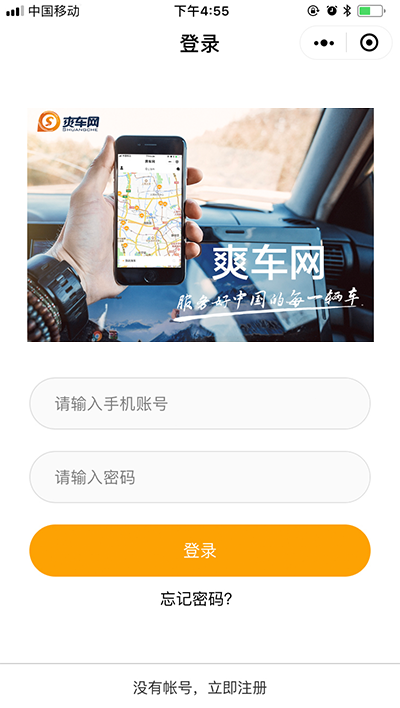 中国移动
下午4:55
登录
爽车网
SHUANGCHE
爽车网
服务好中国的每一辆车
请输入手机账号
请输入密码
登录
忘记密码?
没有帐号，立即注册